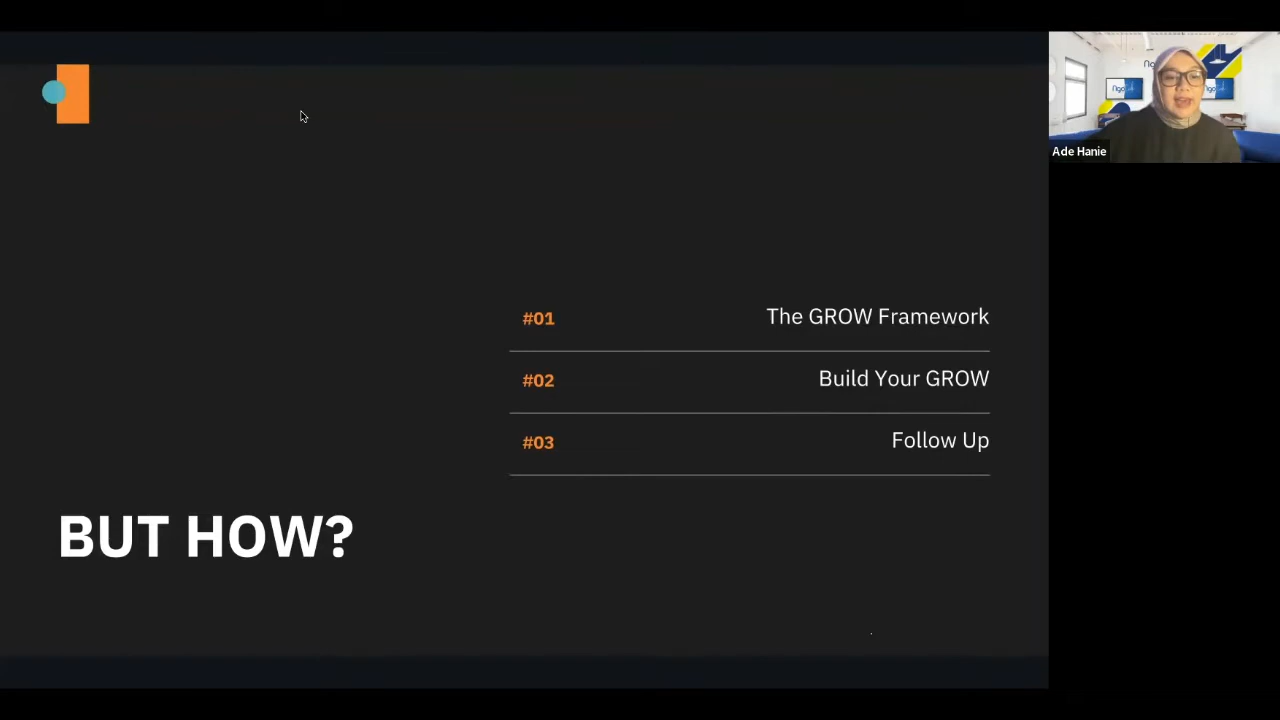 #01 The GROW Framework
#02 Build Your GROW
#03 Follow Up
BUT HOW?
Ade Hanie